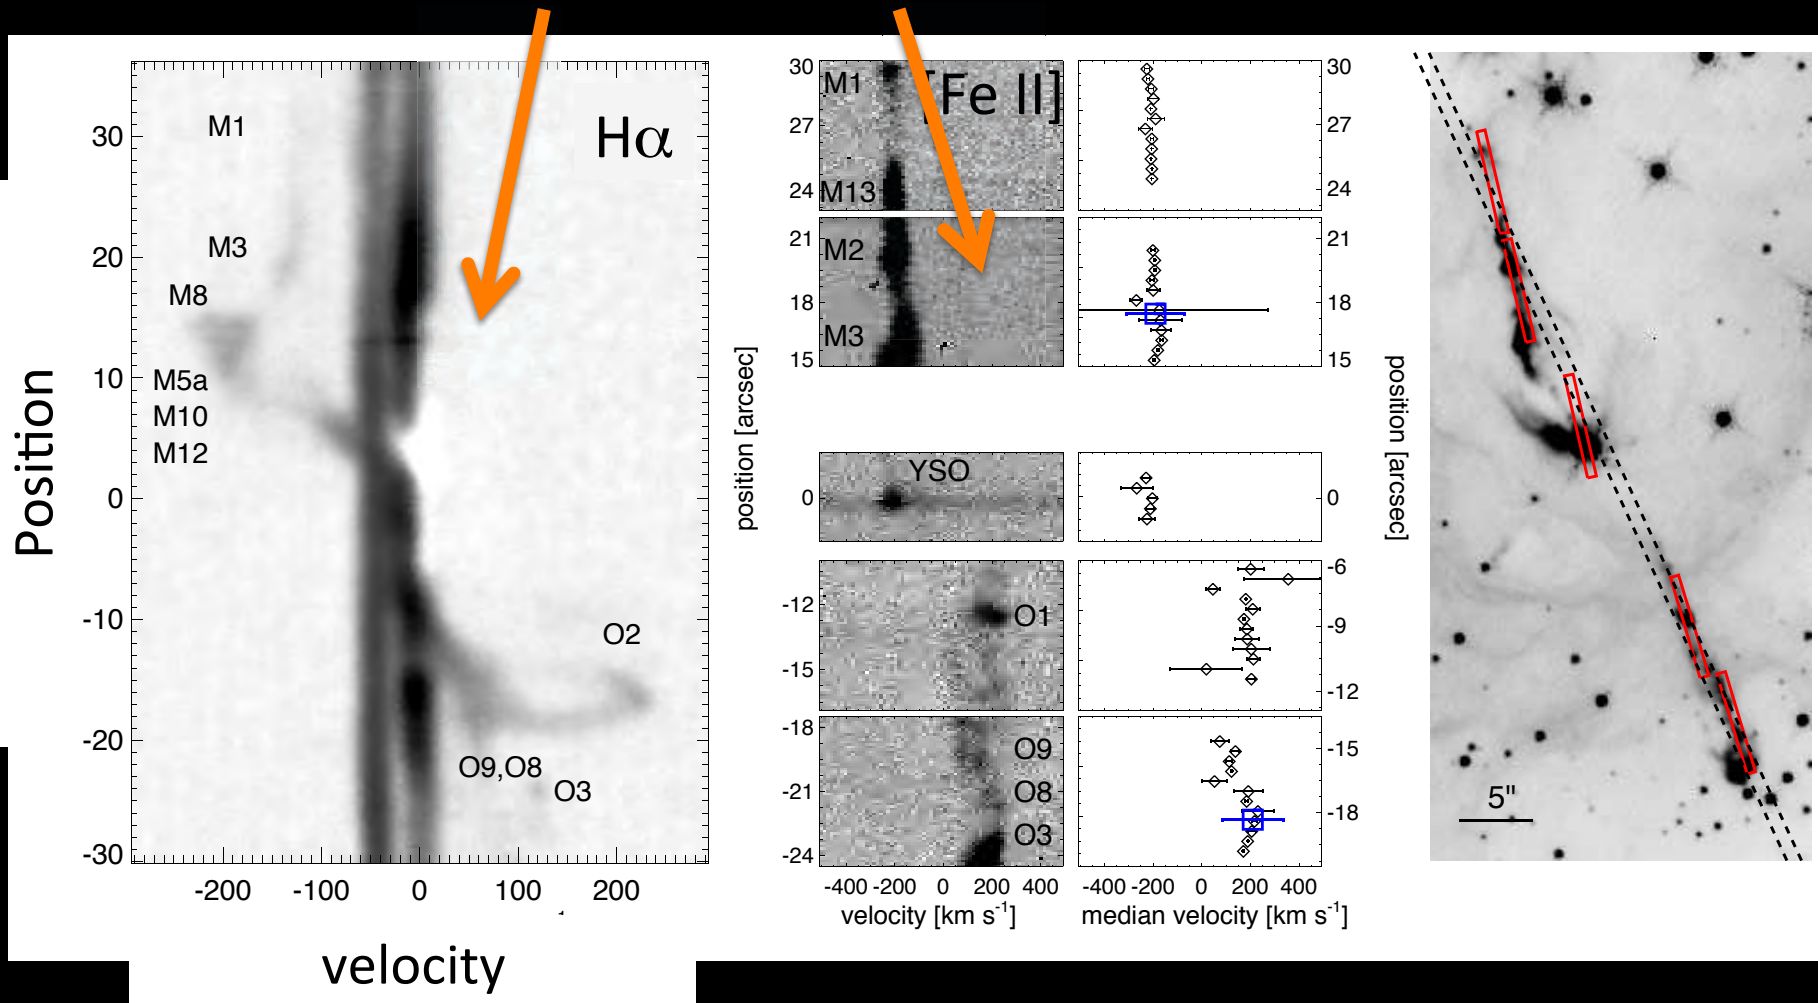 Hα
M1
M3
M8
M5a
M10
M12
O2
O9,O8
O3
30
20
10
0
-10
-20
-30
Position
-200 -100 0 100 200
velocity
[Fe II]
M1
M13
M2
M3
YSO
O1
O9
O8
O3
30
27
24
21
18
15
0
-12
-15
-18
-21
-24
position [arcsec]
-400 -200 0 200 400
velocity [km s⁻¹]
30
24
27
21
18
15
0
-6
-9
-12
-15
-18
position [arcsec]
-400 -200 0 200 400
median velocity [km s⁻¹]
5"